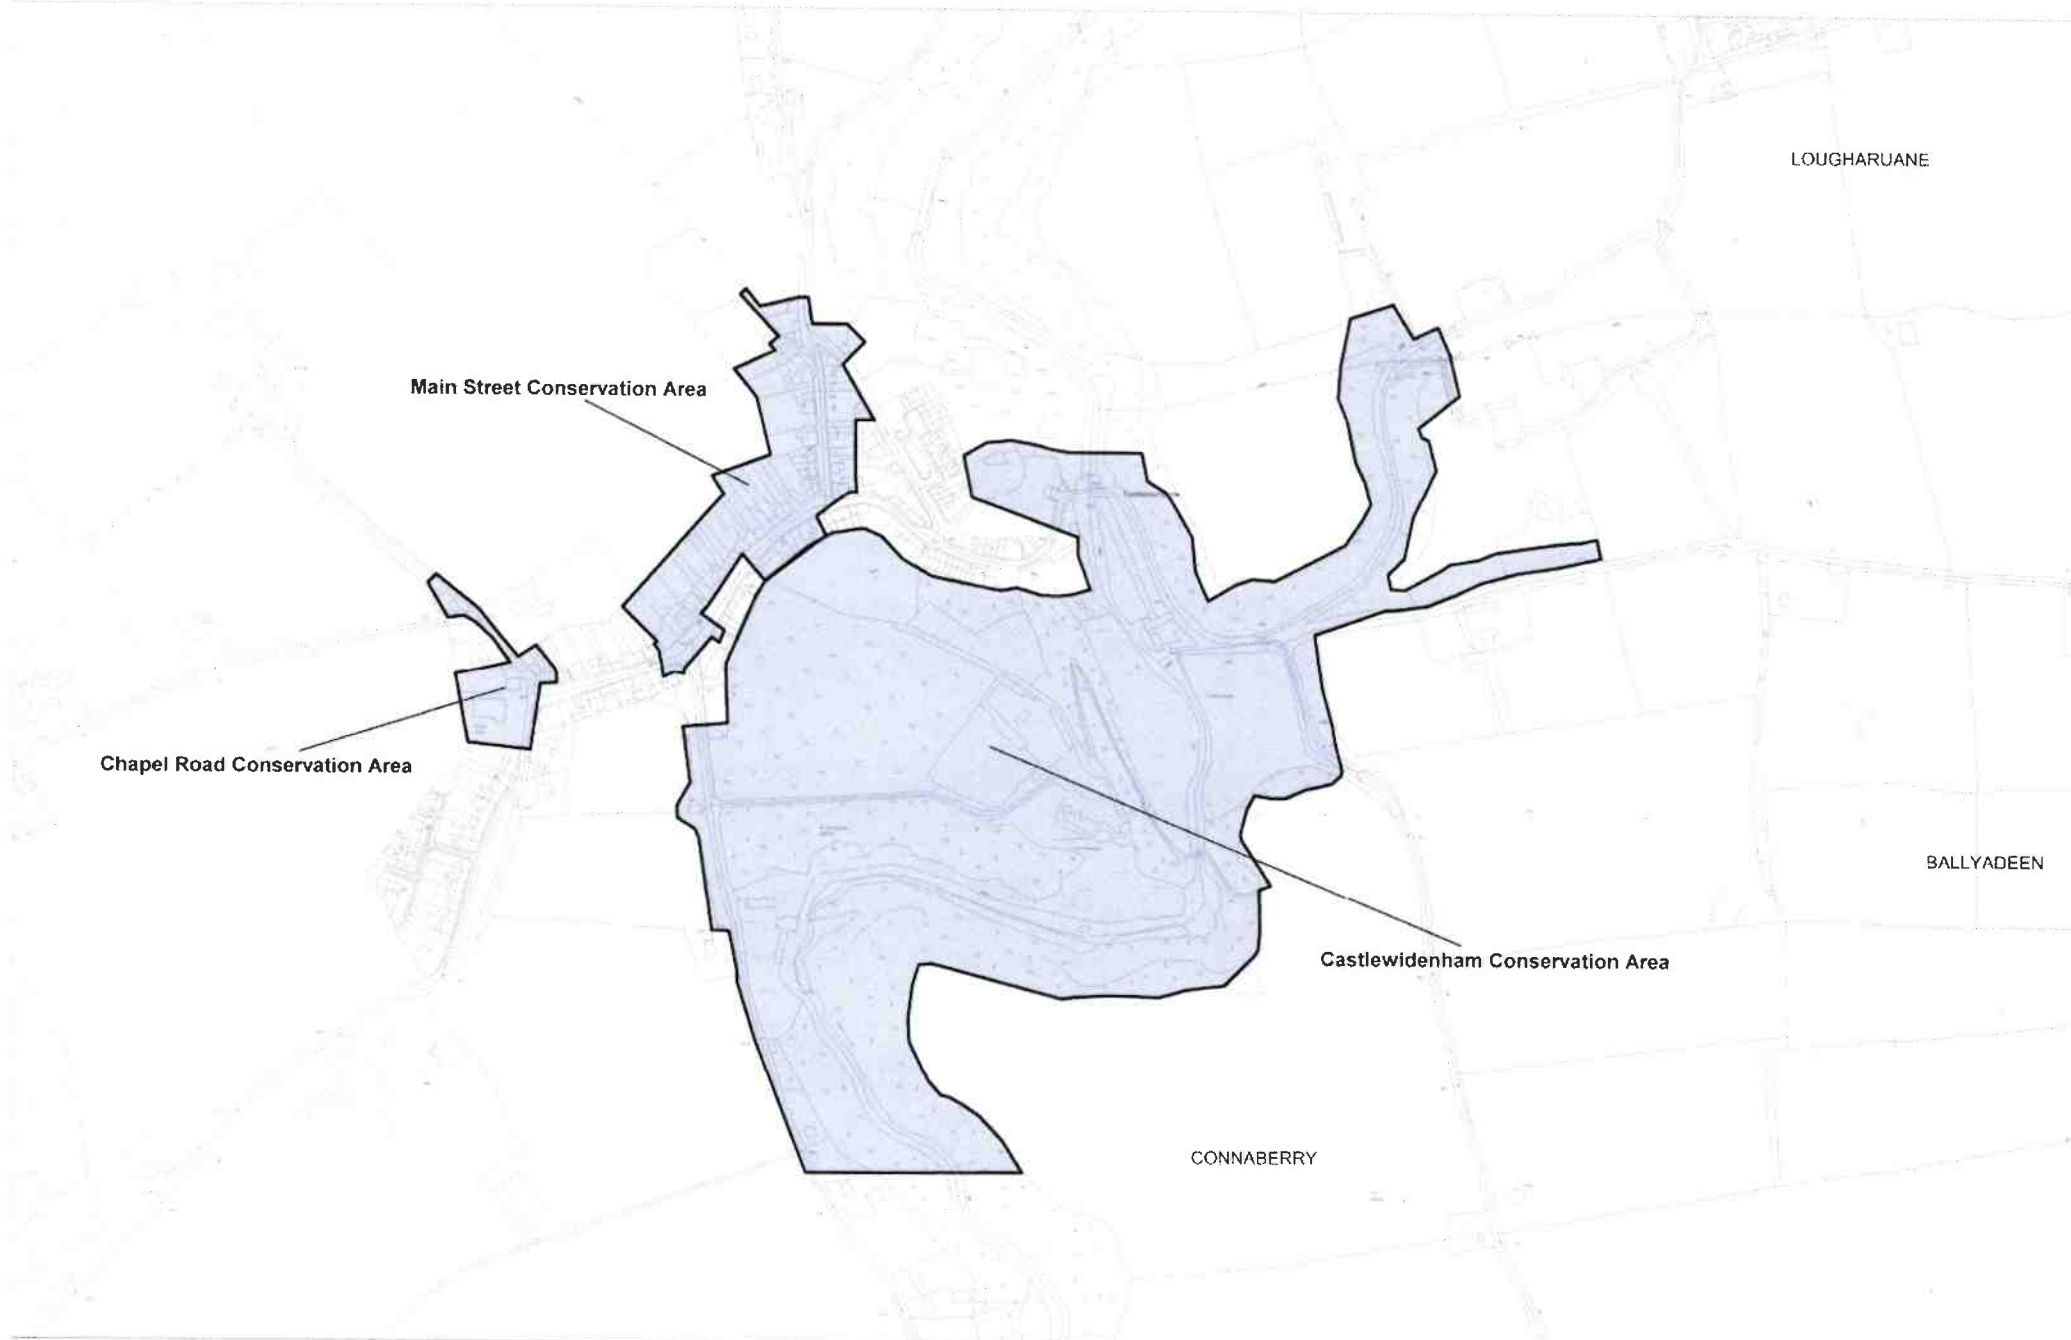 LOUGHARUANE
Main Street Conservation Area
Chapel Road Conservation Area
BALLYADEEN
Castlewidenham Conservation Area
CONNABERRY